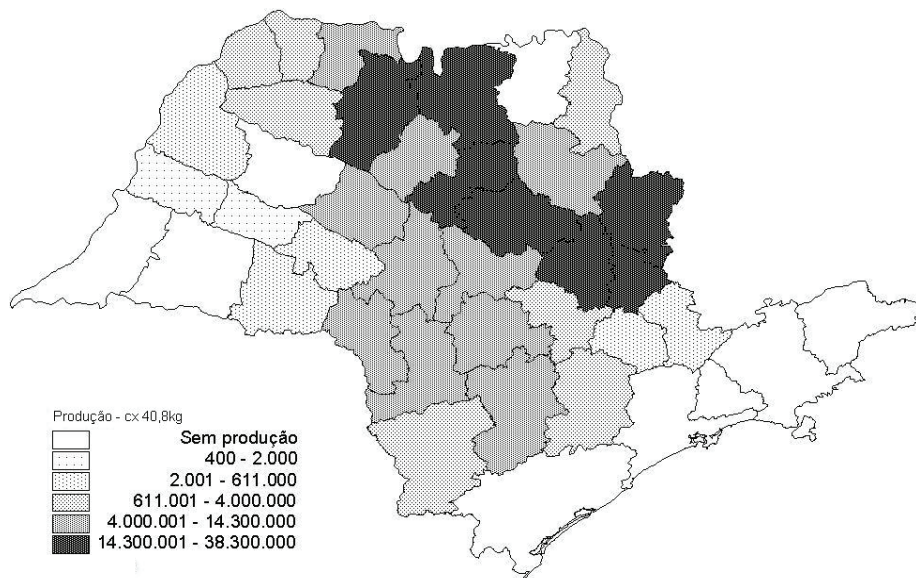 Produção - cx 40,8kg
Sem produção
400 - 2.000
2.001 - 611.000
611.001 - 4.000.000
4.000.001 - 14.300.000
14.300.001 - 38.300.000